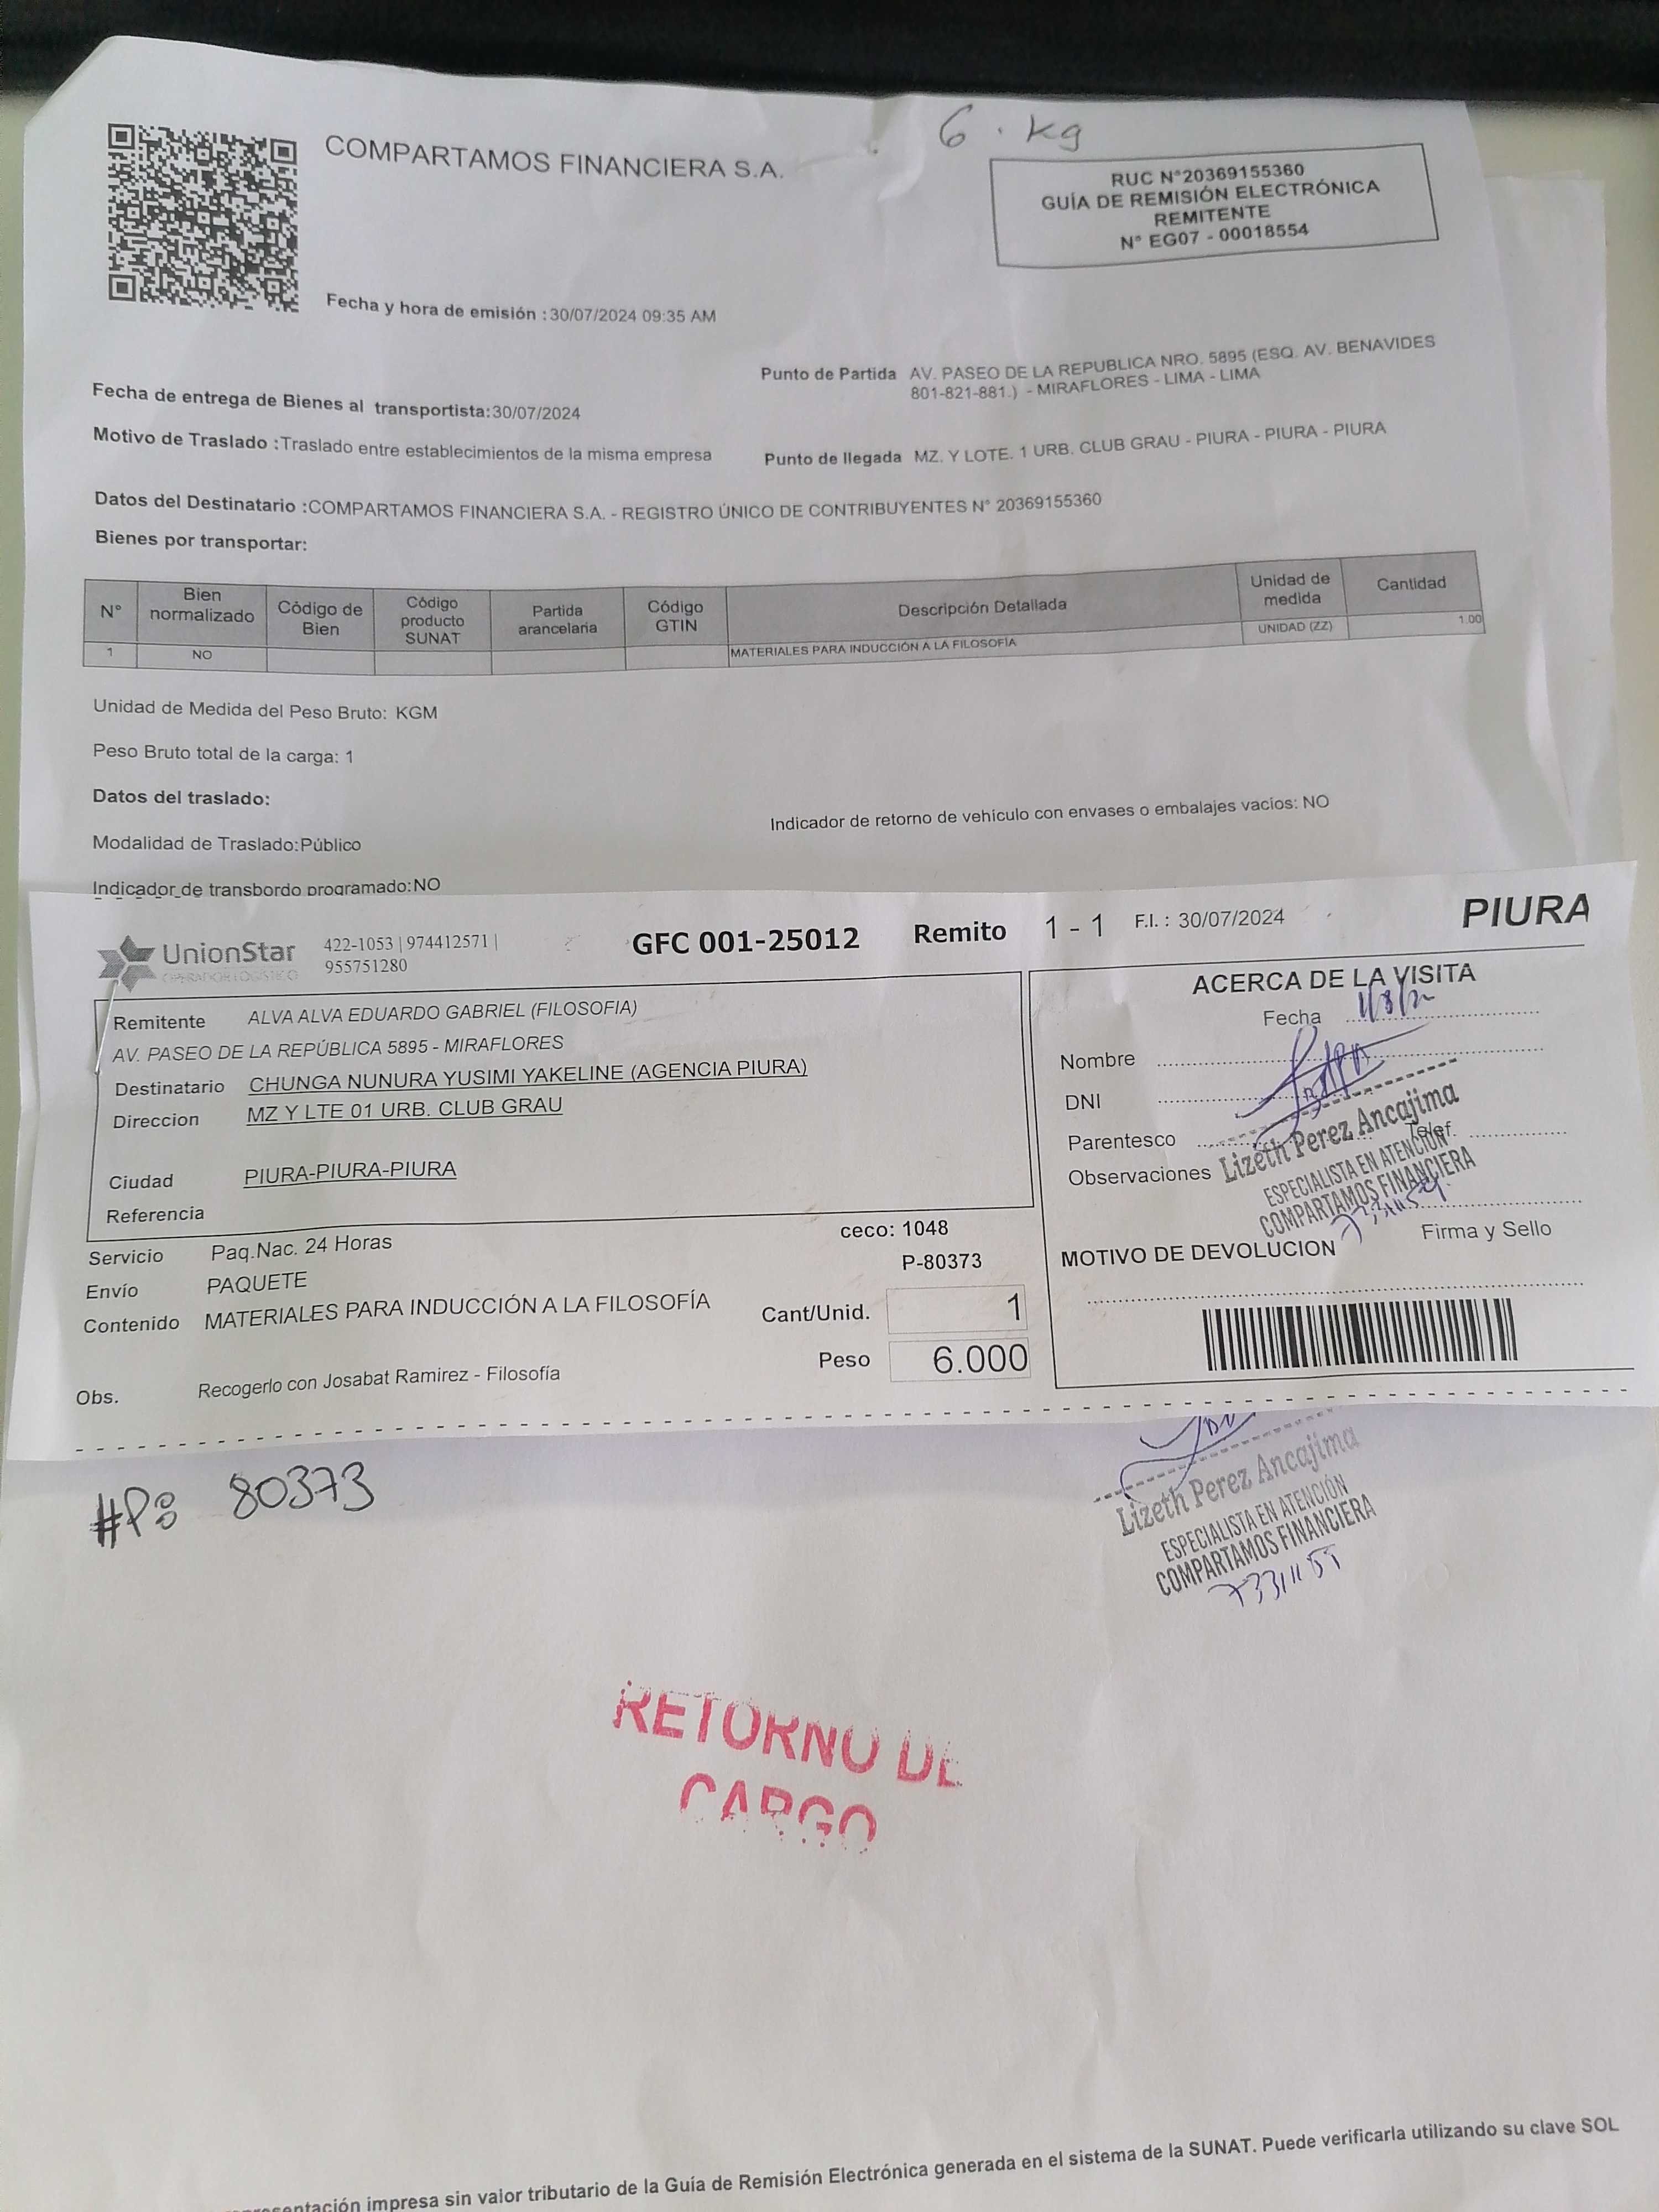 6. kg
COMPARTAMOS FINANCIERA S.A.
RUC N°20369155360
GUÍA DE REMISIÓN ELECTRÓNICA
REMITENTE
N° EG07 - 00018554
Fecha y hora de emisión :30/07/2024 09:35 AM
Punto de Partida AV. PASEO DE LA REPUBLICA NRO. 5895 (ESQ. AV. BENAVIDES
801-821-881.) - MIRAFLORES - LIMA - LIMA
Fecha de entrega de Bienes al transportista:30/07/2024
Motivo de Traslado :Traslado entre establecimientos de la misma empresa
Punto de llegada MZ. Y LOTE. 1 URB. CLUB GRAU - PIURA - PIURA - PIURA
Datos del Destinatario :COMPARTAMOS FINANCIERA S.A. - REGISTRO ÚNICO DE CONTRIBUYENTES N° 20369155360
Bienes por transportar:
N° Bien normalizado Código de Bien Código producto SUNAT Partida arancelaria Código GTIN Descripción Detallada Unidad de medida Cantidad
1 NO MATERIALES PARA INDUCCIÓN A LA FILOSOFÍA UNIDAD (ZZ) 1.00
Unidad de Medida del Peso Bruto: KGM
Peso Bruto total de la carga: 1
Datos del traslado:
Indicador de retorno de vehículo con envases o embalajes vacíos: NO
Modalidad de Traslado:Público
Indicador de transbordo programado:NO
UnionStar
OPERADOR LOGÍSTICO
422-1053 | 974412571 |
955751280
GFC 001-25012 Remito 1 - 1 F.I. : 30/07/2024 PIURA
Remitente ALVA ALVA EDUARDO GABRIEL (FILOSOFIA)
AV. PASEO DE LA REPÚBLICA 5895 - MIRAFLORES
Destinatario CHUNGA NUNURA YUSIMI YAKELINE (AGENCIA PIURA)
Direccion MZ Y LTE 01 URB. CLUB GRAU
Ciudad PIURA-PIURA-PIURA
Referencia
Servicio Paq.Nac. 24 Horas
ceco: 1048
Envío PAQUETE
P-80373
Contenido MATERIALES PARA INDUCCIÓN A LA FILOSOFÍA
Cant/Unid. 1
Peso 6.000
Obs. Recogerlo con Josabat Ramirez - Filosofía
ACERCA DE LA VISITA
Fecha
Nombre
DNI
Parentesco Telef.
Observaciones
Lizeth Perez Ancajima
ESPECIALISTA EN ATENCIÓN
COMPARTAMOS FINANCIERA
Firma y Sello
MOTIVO DE DEVOLUCION
#P: 80373
Lizeth Perez Ancajima
ESPECIALISTA EN ATENCIÓN
COMPARTAMOS FINANCIERA
RETORNO DE
CARGO
impresa sin valor tributario de la Guía de Remisión Electrónica generada en el sistema de la SUNAT. Puede verificarla utilizando su clave SOL